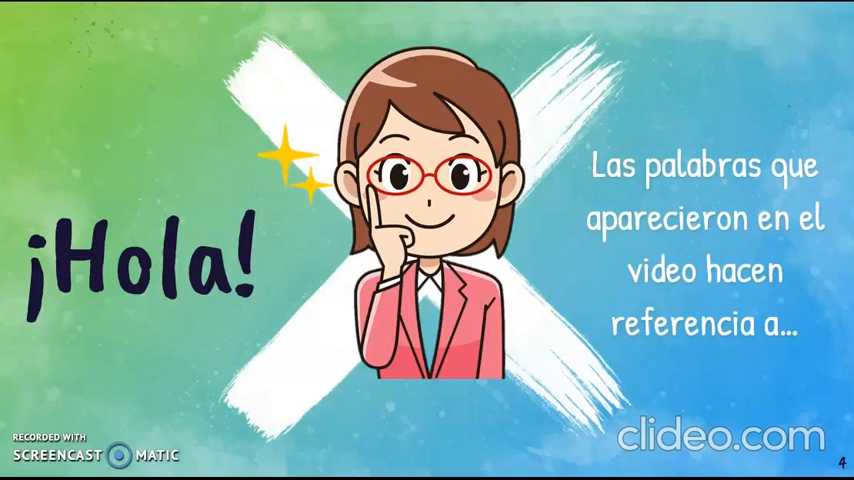 ¡Hola!
Las palabras que
aparecieron en el
video hacen
referencia a...
RECORDED WITH
SCREENCAST MATIC
clideo.com
4